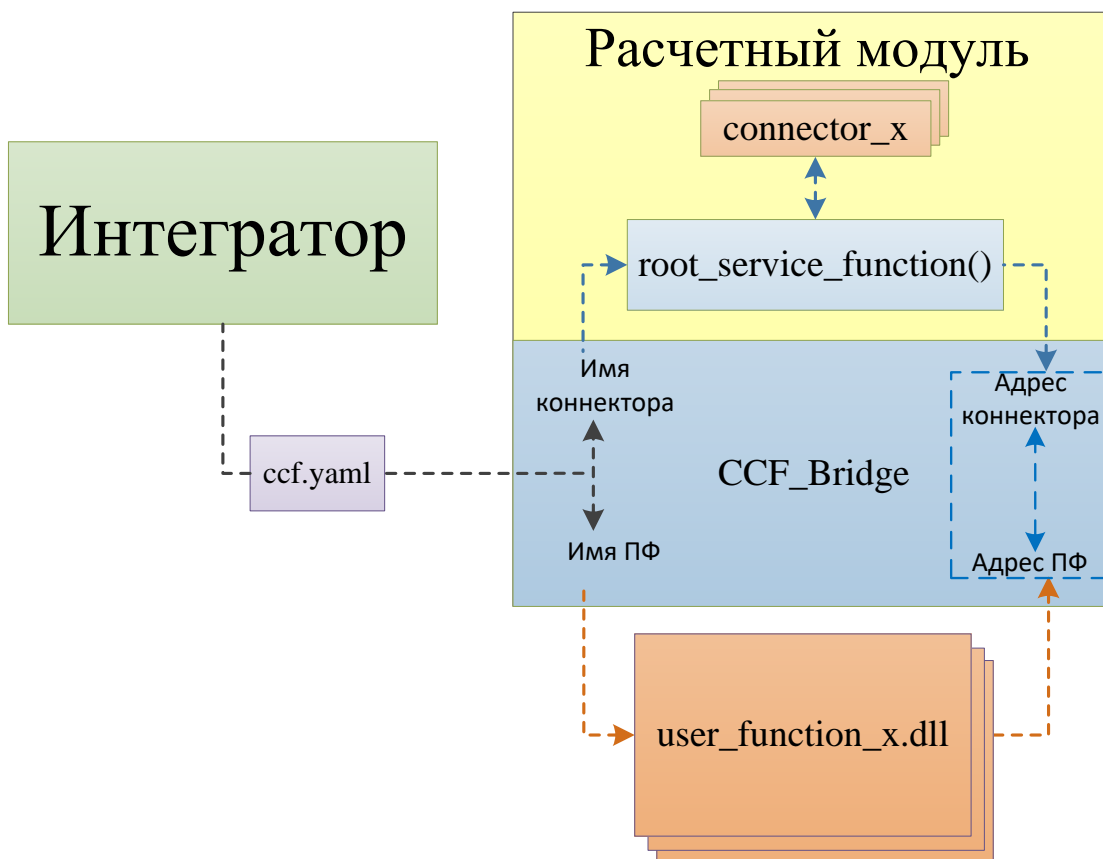 Расчетный модуль
connector_x
Интегратор
root_service_function()
Имя
коннектора
Адрес
коннектора
ccf.yaml
CCF_Bridge
Имя ПФ
Адрес ПФ
user_function_x.dll